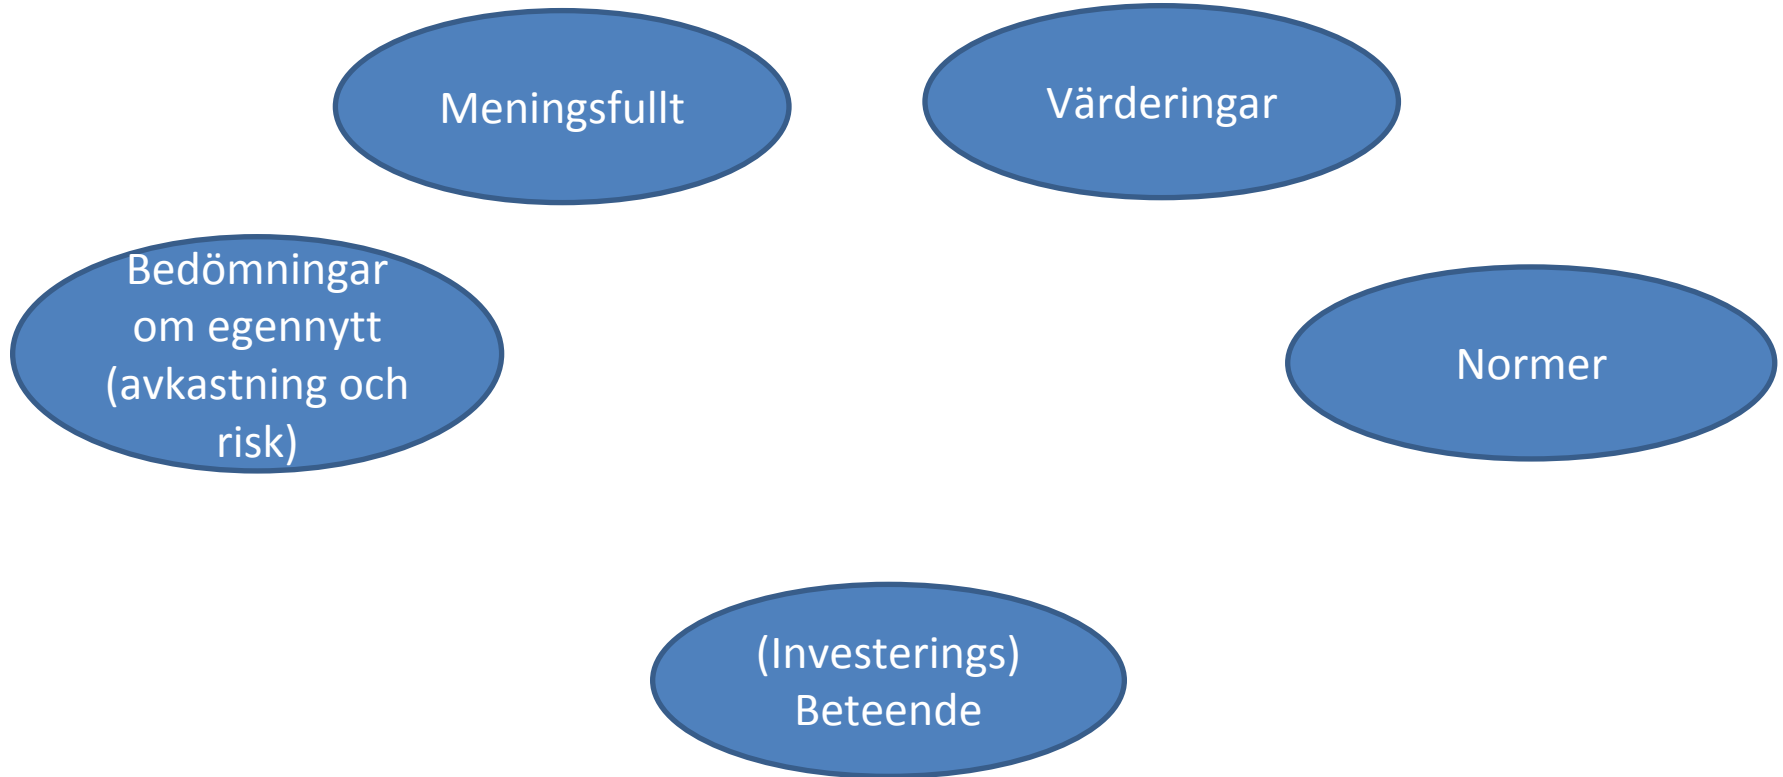 Meningsfullt
Värderingar
Bedömningar
om egennytt
(avkastning och
risk)
Normer
(Investerings)
Beteende